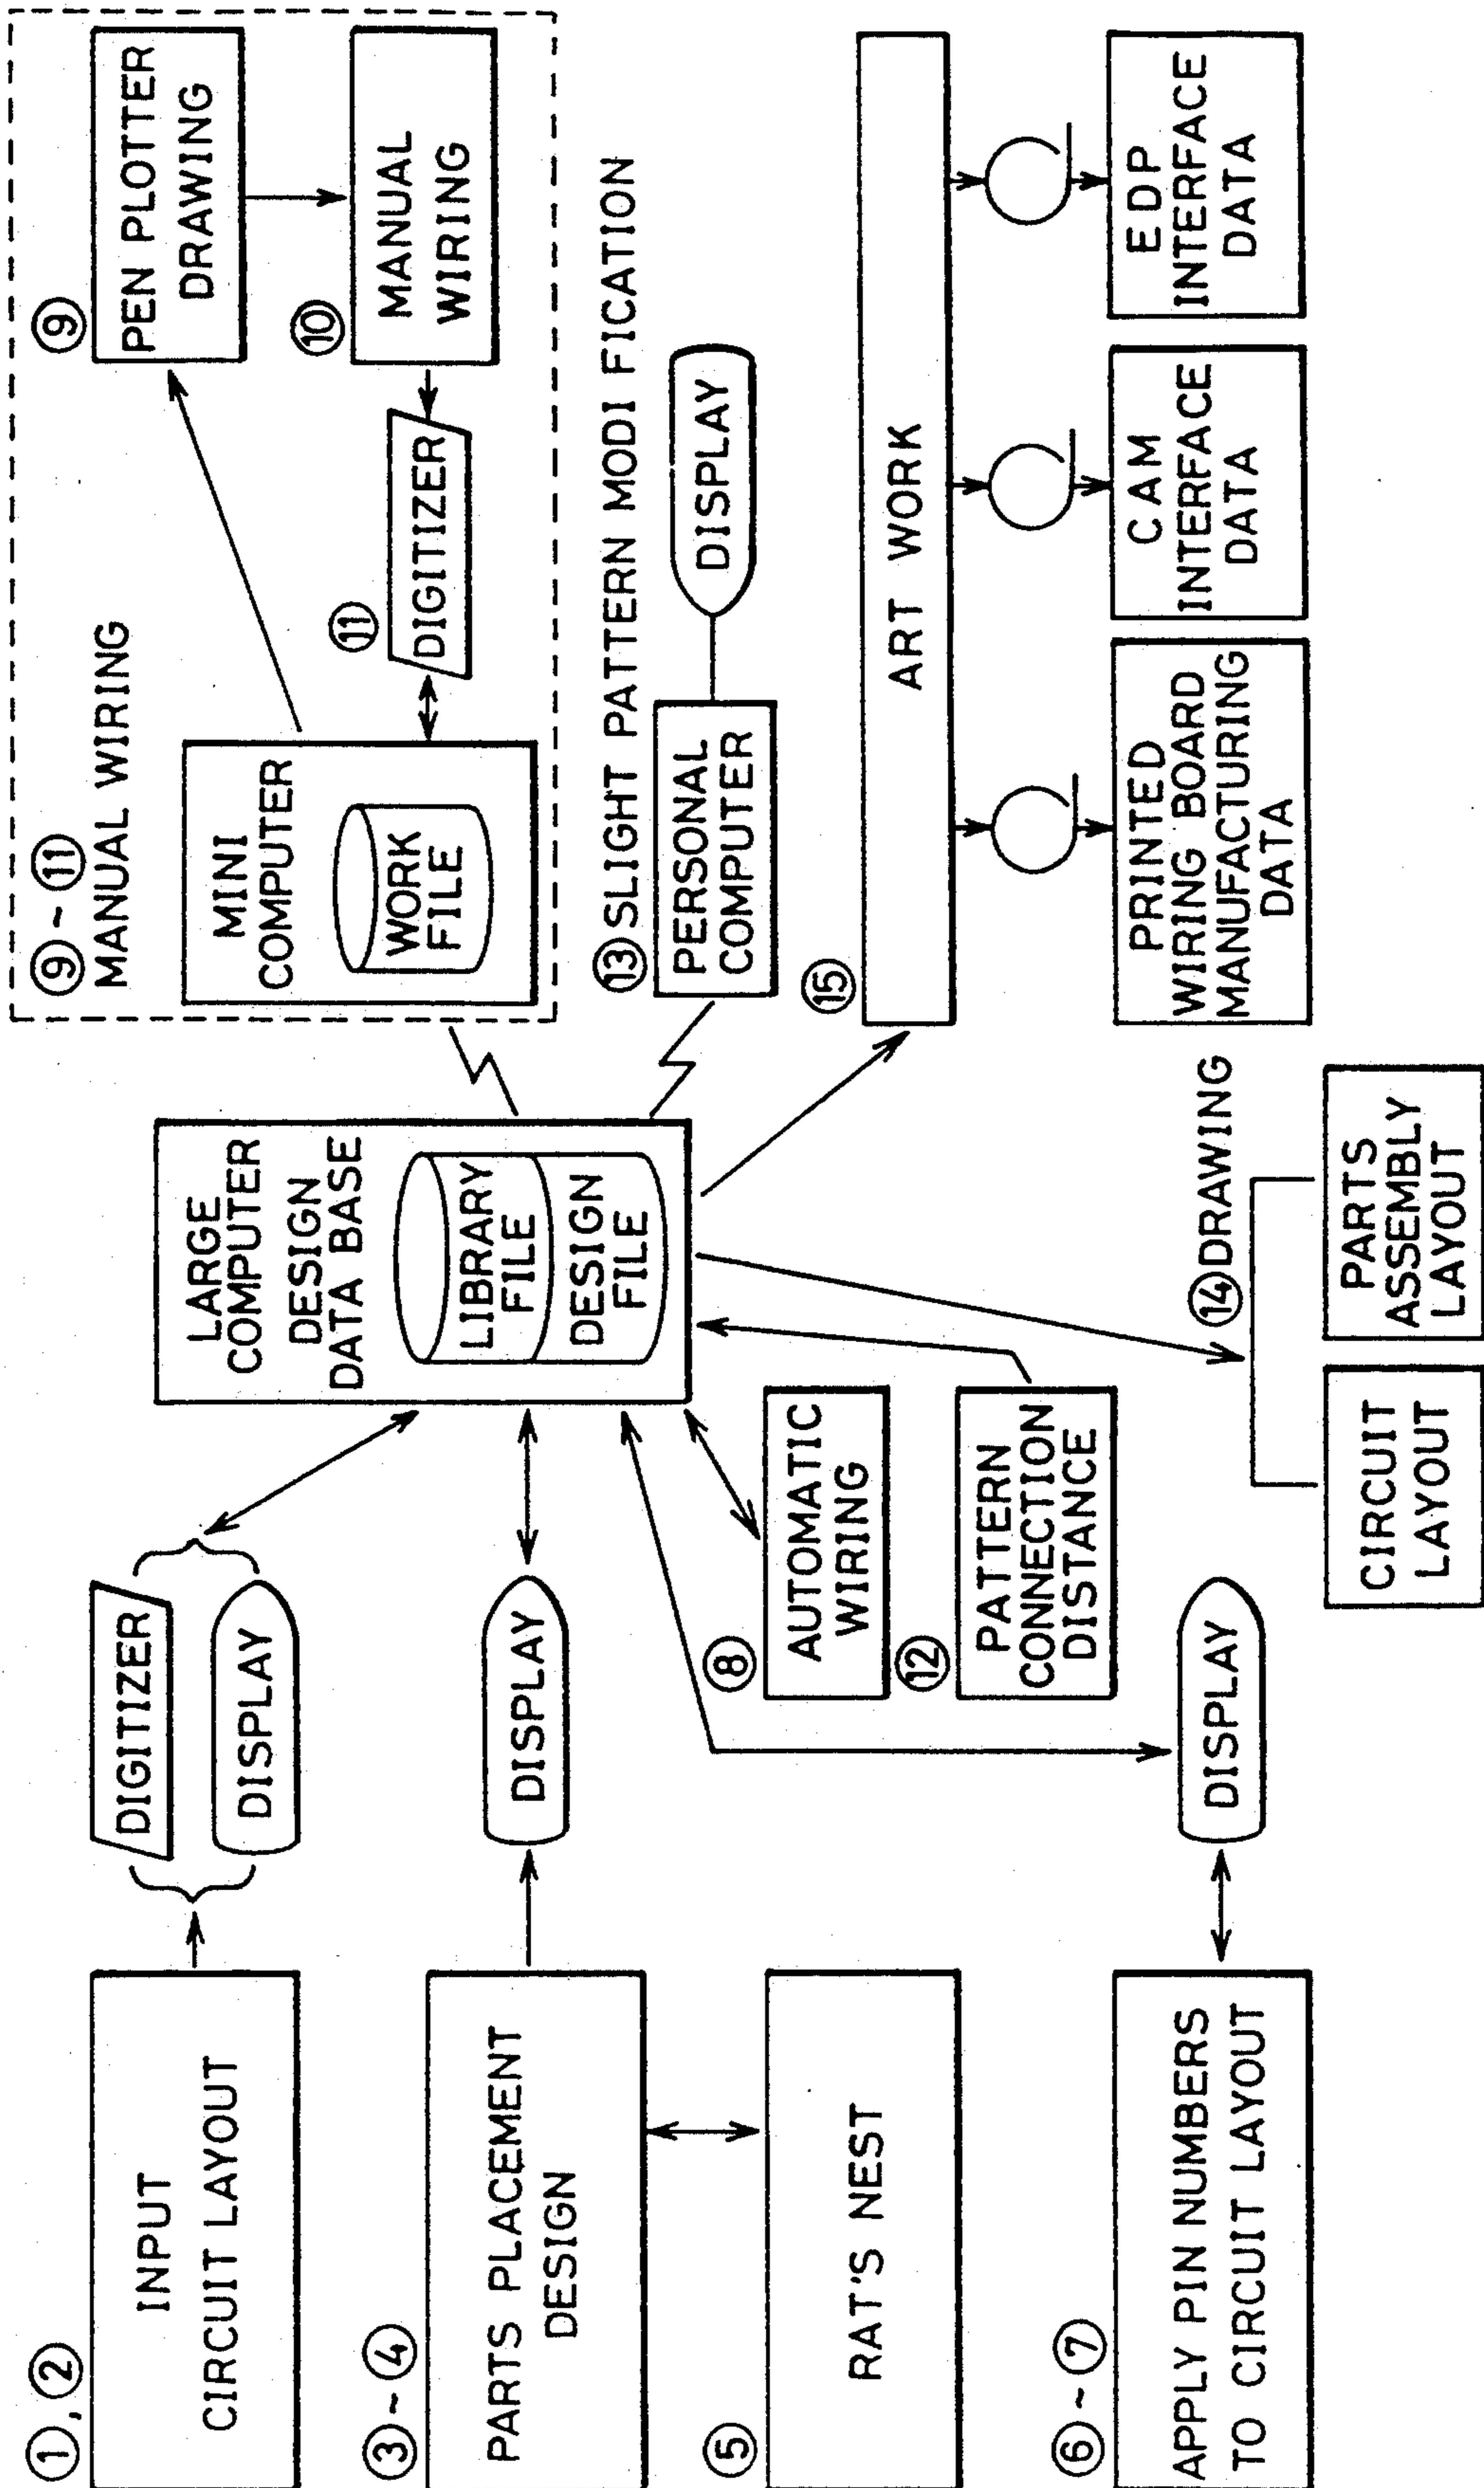 ①, ②
INPUT
CIRCUIT LAYOUT
DIGITIZER
DISPLAY
③~④
PARTS PLACEMENT
DESIGN
DISPLAY
⑤
RAT'S NEST
⑥~⑦
APPLY PIN NUMBERS
TO CIRCUIT LAYOUT
DISPLAY
LARGE
COMPUTER
DESIGN
DATA BASE
LIBRARY
FILE
DESIGN
FILE
⑧
AUTOMATIC
WIRING
⑫
PATTERN
CONNECTION
DISTANCE
⑭DRAWING
CIRCUIT
LAYOUT
PARTS
ASSEMBLY
LAYOUT
⑨~⑪
MANUAL WIRING
MINI
COMPUTER
WORK
FILE
⑨
PEN PLOTTER
DRAWING
⑩
MANUAL
WIRING
⑪
DIGITIZER
⑬SLIGHT PATTERN MODI FICATION
PERSONAL
COMPUTER
DISPLAY
⑮
ART WORK
PRINTED
WIRING BOARD
MANUFACTURING
DATA
CAM
INTERFACE
DATA
EDP
INTERFACE
DATA